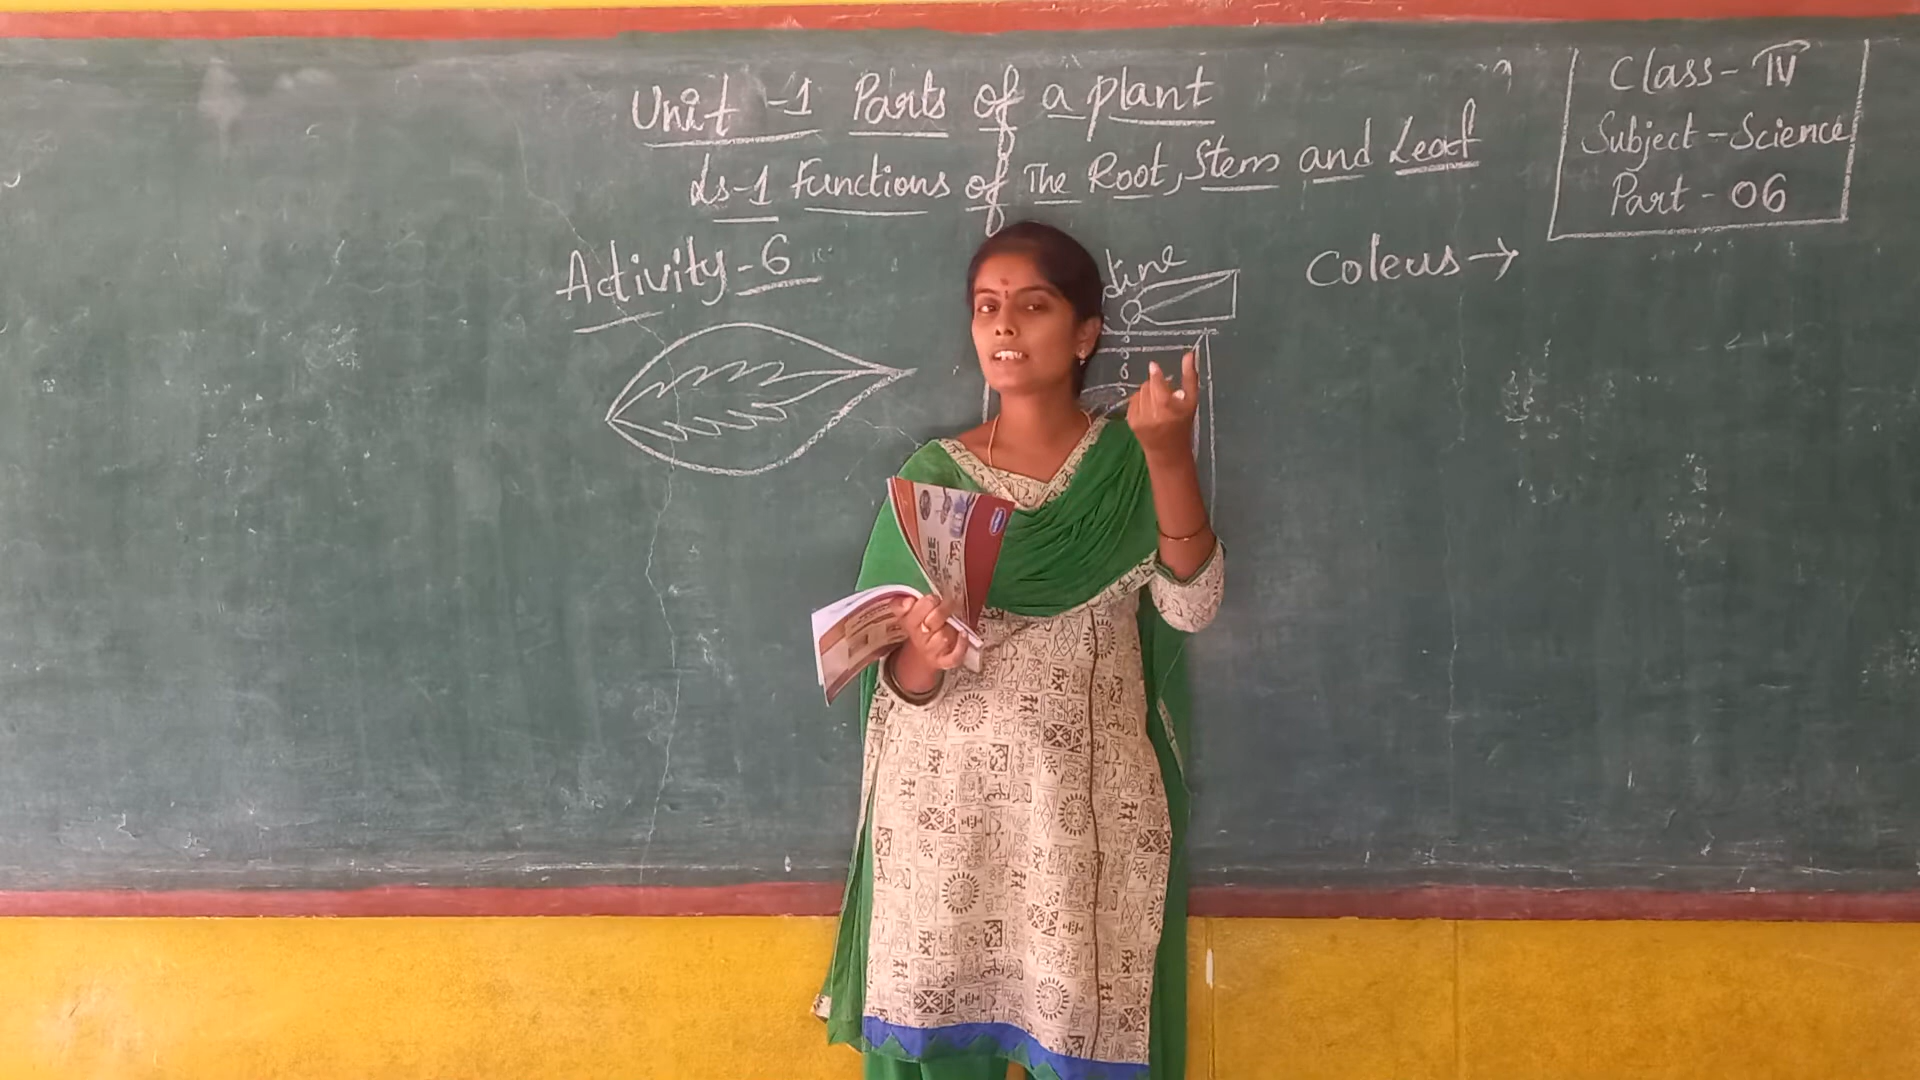 Unit -1 Parts of a plant
Ls-1 Functions of The Root, Stem and Leaf
Class - IV
Subject - Science
Part - 06
Activity - 6
Coleus →